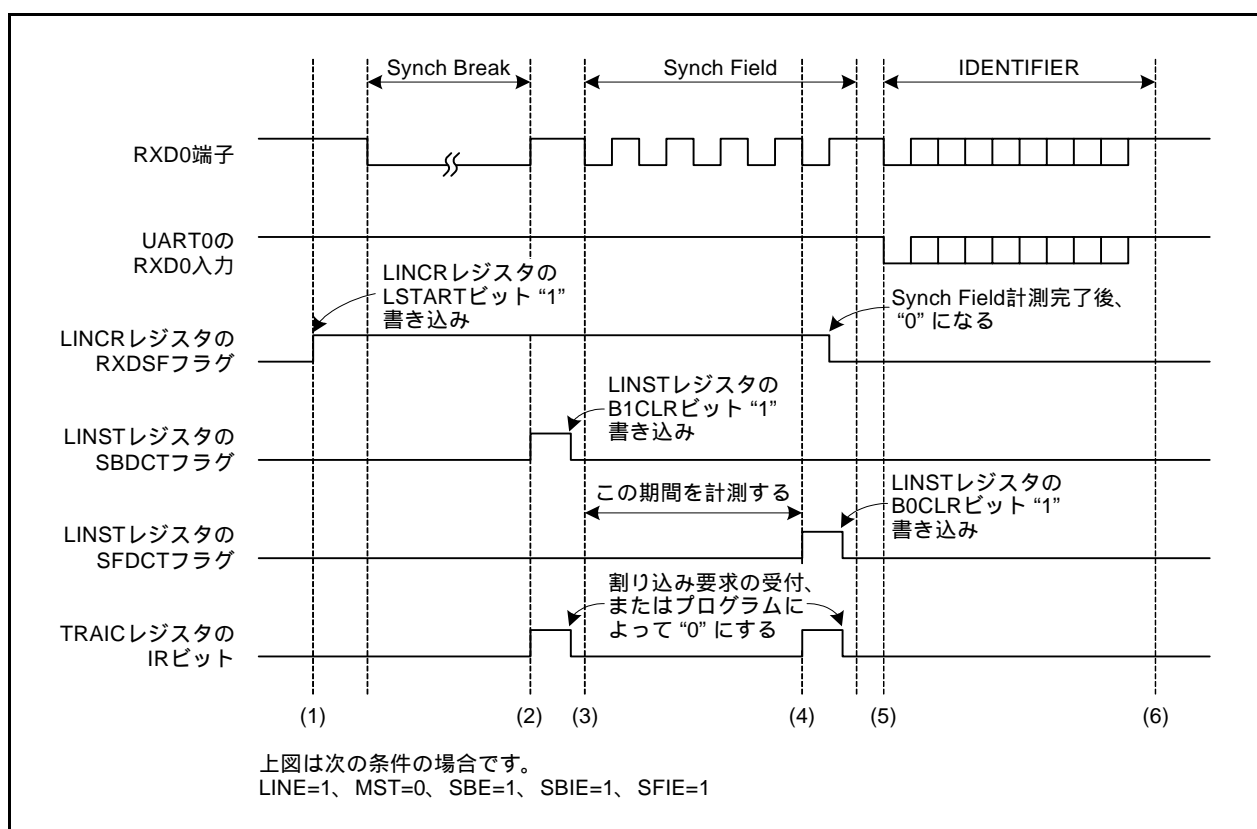 Synch Break
Synch Field
IDENTIFIER
RXD0端子
UART0の
RXD0入力
LINCRレジスタの
LSTARTビット “1”
書き込み
Synch Field計測完了後、
“0” になる
LINCRレジスタの
RXDSFフラグ
LINSTレジスタの
B1CLRビット “1”
書き込み
LINSTレジスタの
SBDCTフラグ
この期間を計測する
LINSTレジスタの
B0CLRビット “1”
書き込み
LINSTレジスタの
SFDCTフラグ
割り込み要求の受付、
またはプログラムに
よって “0” にする
TRAICレジスタの
IRビット
(1)
(2)
(3)
(4)
(5)
(6)
上図は次の条件の場合です。
LINE=1、MST=0、SBE=1、SBIE=1、SFIE=1